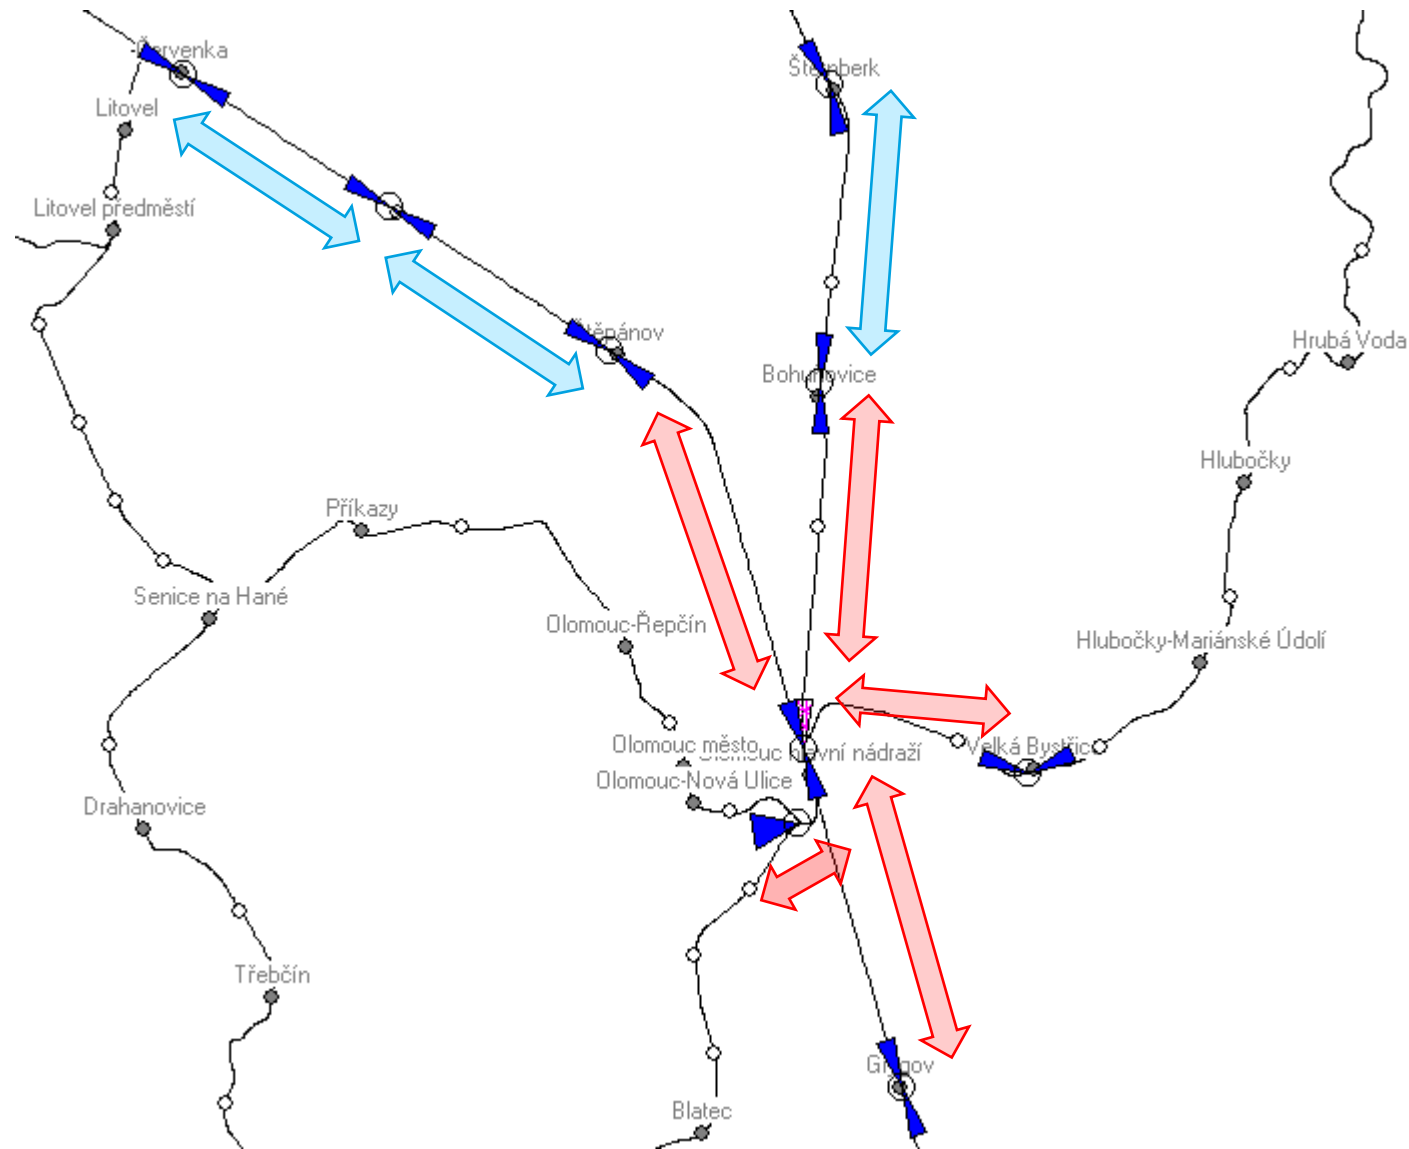 Červenka
Šternberk
Litovel
Litovel předměstí
Štěpánov
Hrubá Voda
Bohuňovice
Hlubočky
Příkazy
Senice na Hané
Olomouc-Řepčín
Hlubočky-Mariánské Údolí
Olomouc město
Olomouc hlavní nádraží
Velká Bystřice
Olomouc-Nová Ulice
Drahanovice
Třebčín
Grygov
Blatec